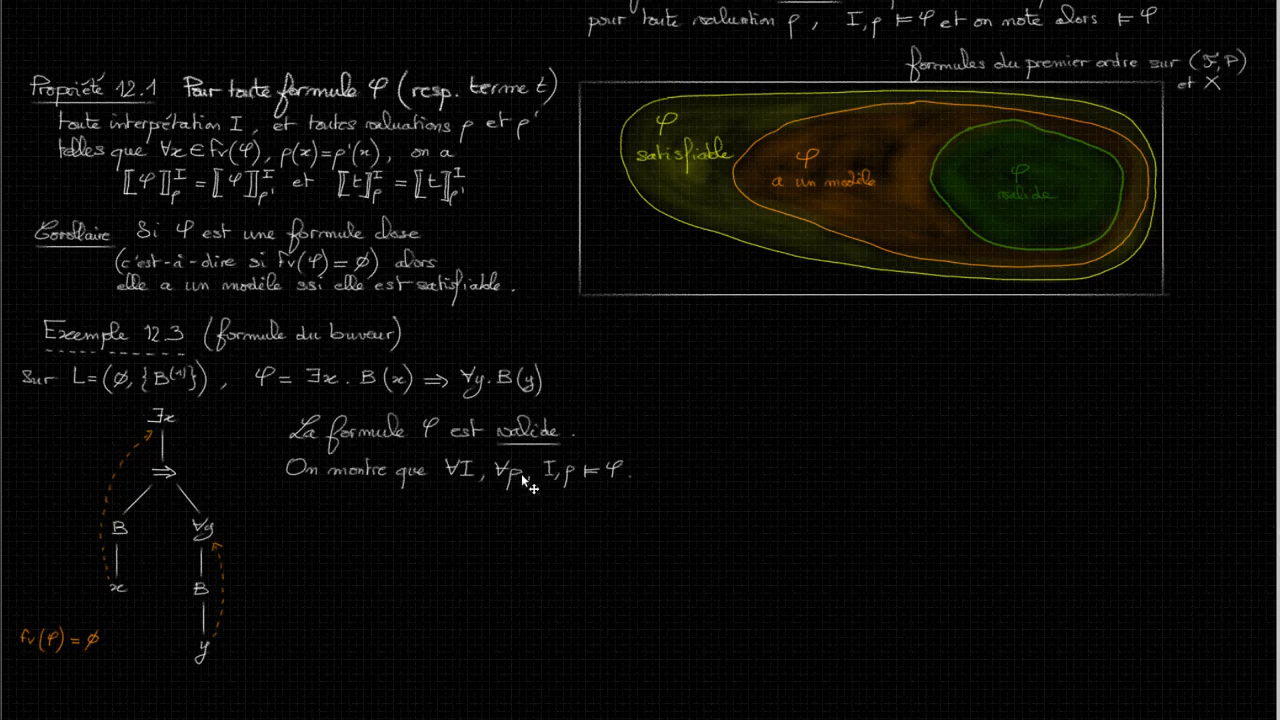 pour toute valuation ρ, I,ρ ⊨ φ et on note alors ⊨ φ
formules du premier ordre sur (F,P)
et X
Propriété 12.1 Pour toute formule φ (resp. terme t)
toute interprétation I, et toutes valuations ρ et ρ'
telles que ∀x ∈ fv(φ), ρ(x)=ρ'(x), on a
⟦φ⟧ᴵρ = ⟦φ⟧ᴵρ' et ⟦t⟧ᴵρ = ⟦t⟧ᴵρ'
φ
satisfiable
φ
a un modèle
φ
valide
Corollaire Si φ est une formule close
(c'est-à-dire si fv(φ) = ∅) alors
elle a un modèle ssi elle est satisfiable.
Exemple 12.3 (formule du buveur)
Sur L=(∅,{B⁽¹⁾}), φ = ∃x. B(x) ⇒ ∀y. B(y)
∃x
⇒
B ∀y
x B
y
fv(φ) = ∅
La formule φ est valide.
On montre que ∀I, ∀ρ, I,ρ ⊨ φ.